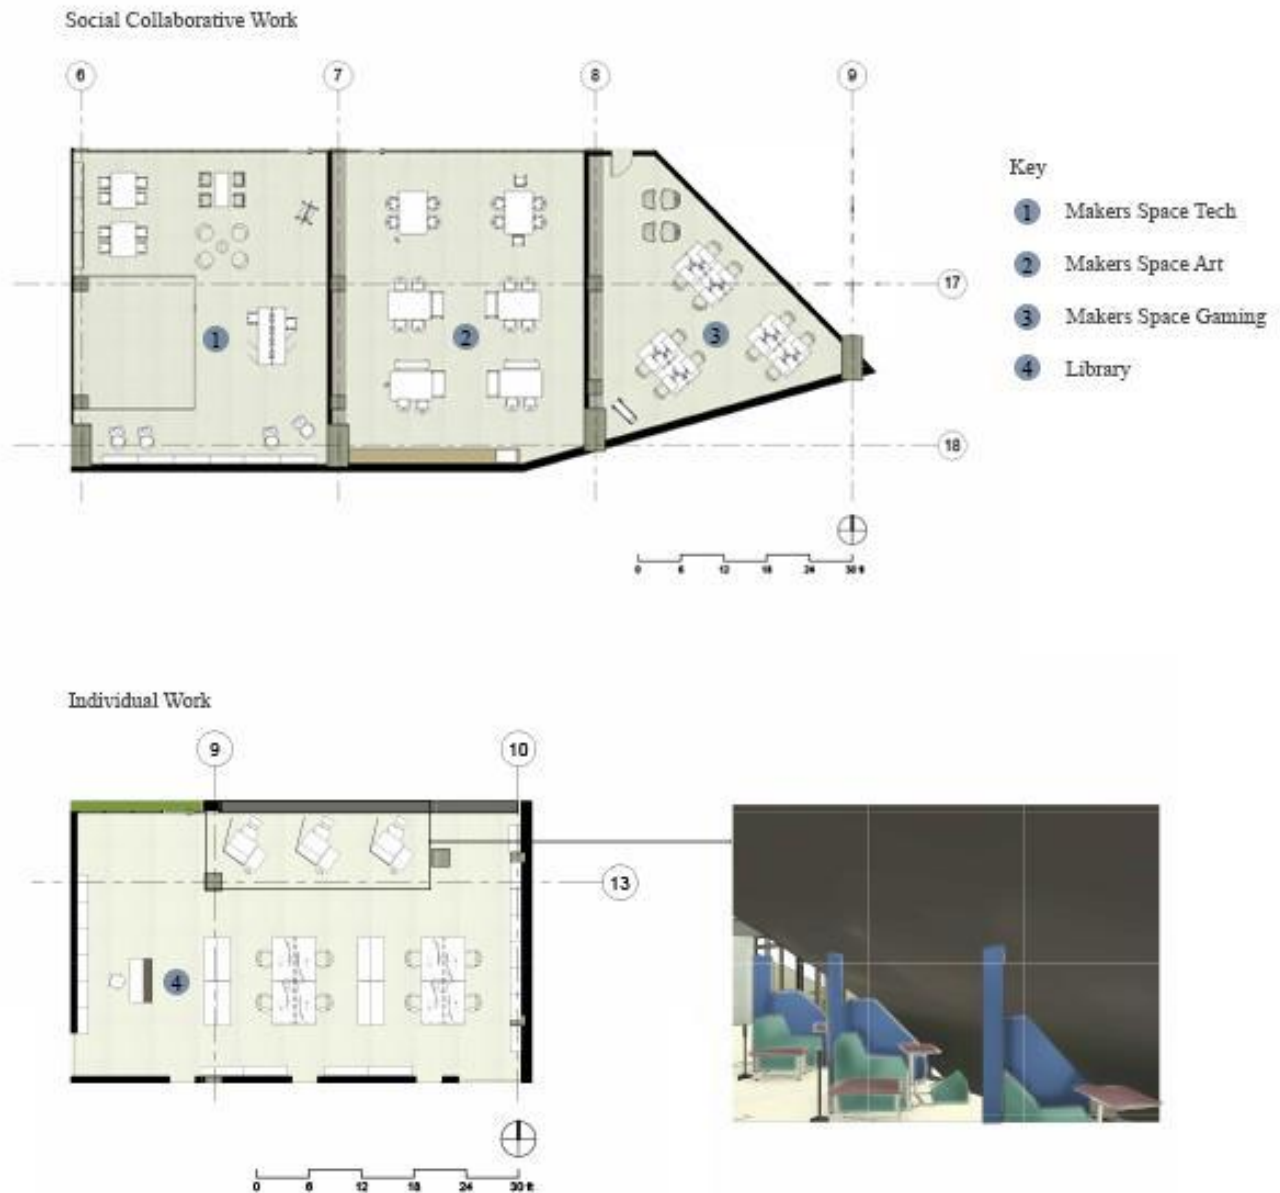 Social Collaborative Work
6
7
8
9
Key
1 Makers Space Tech
17
2 Makers Space Art
3 Makers Space Gaming
1
2
3
4 Library
18
0 6 12 18 24 30 ft
Individual Work
9
10
13
4
0 6 12 18 24 30 ft